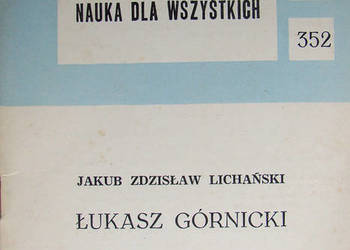 NAUKA DLA WSZYSTKICH
352
JAKUB ZDZISŁAW LICHAŃSKI
ŁUKASZ GÓRNICKI